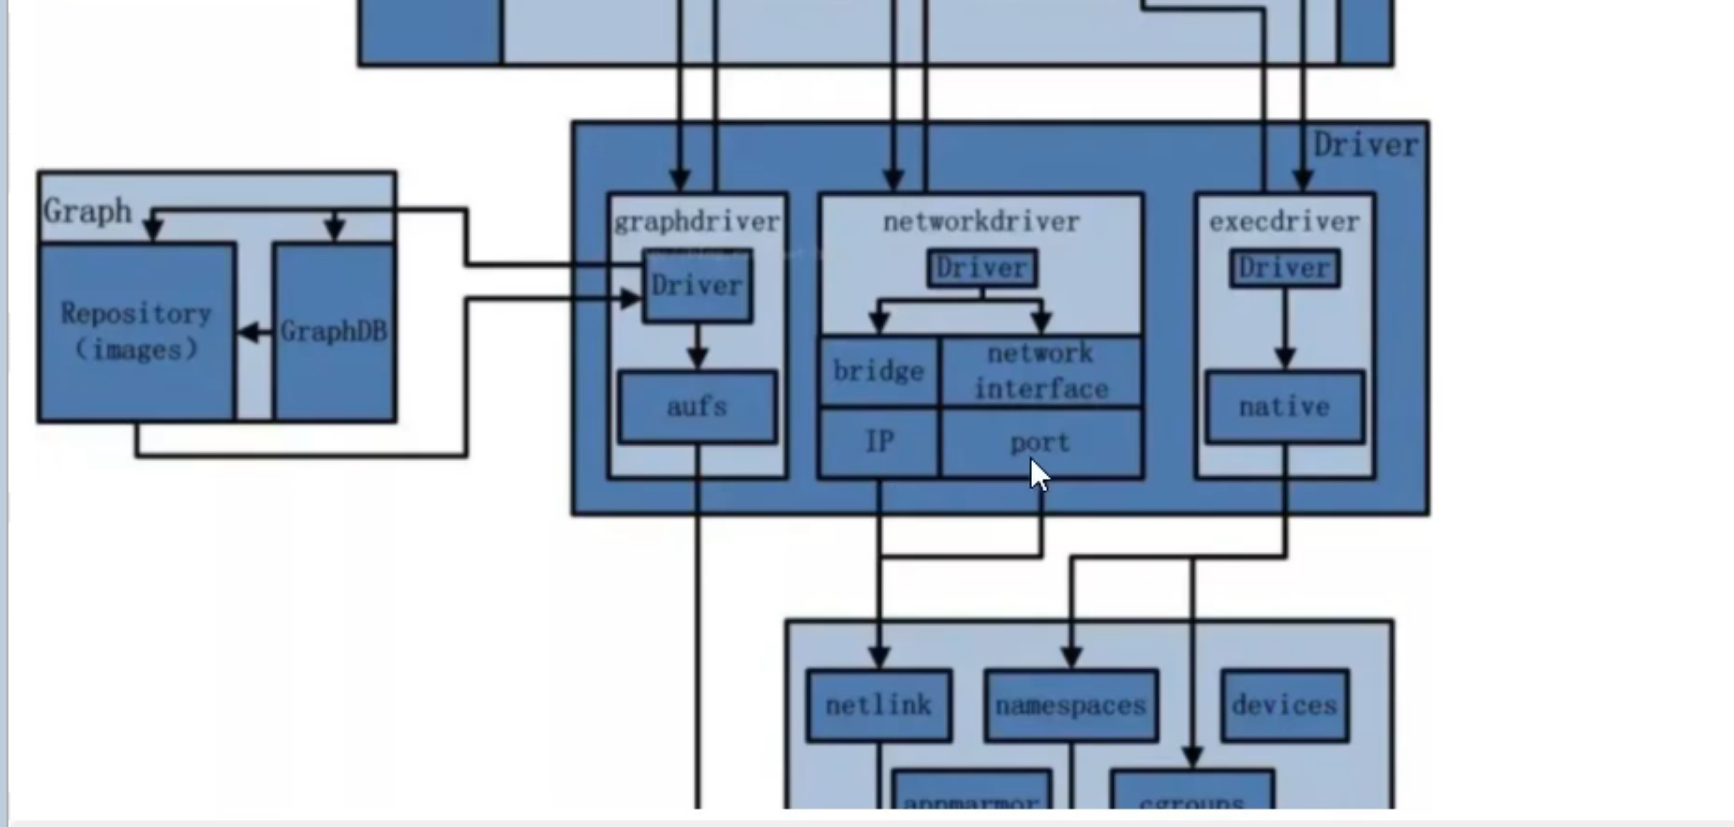 Driver
Graph
graphdriver
networkdriver
execdriver
Driver
Driver
Driver
Repository
(images)
GraphDB
bridge
network
interface
aufs
native
IP
port
netlink
namespaces
devices
appmarmor
cgroups